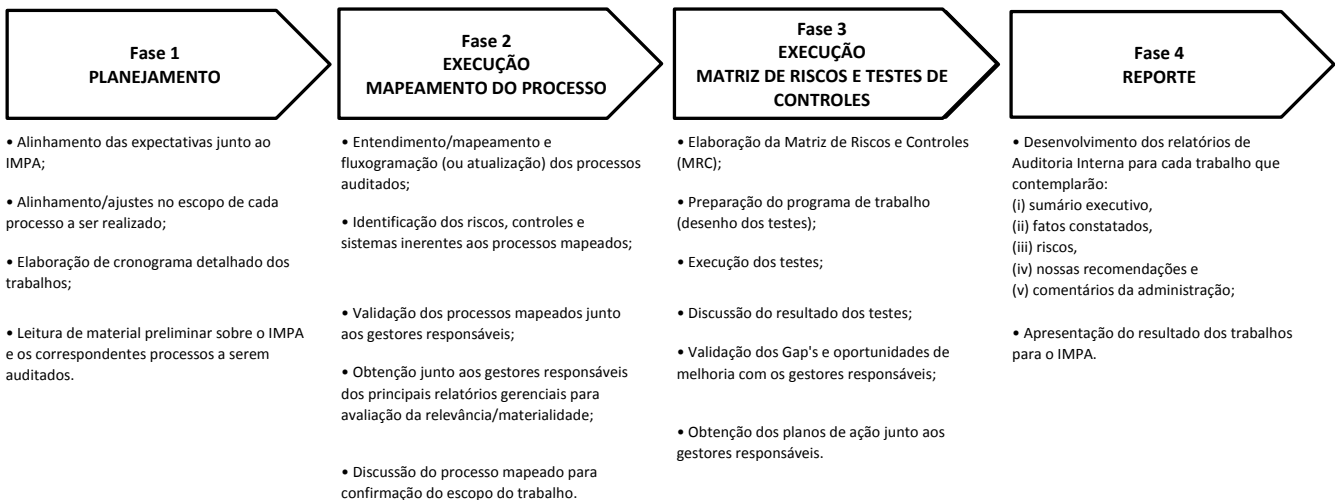 Fase 1
PLANEJAMENTO
• Alinhamento das expectativas junto ao
IMPA;
• Alinhamento/ajustes no escopo de cada
processo a ser realizado;
• Elaboração de cronograma detalhado dos
trabalhos;
• Leitura de material preliminar sobre o IMPA
e os correspondentes processos a serem
auditados.
Fase 2
EXECUÇÃO
MAPEAMENTO DO PROCESSO
• Entendimento/mapeamento e
fluxogramação (ou atualização) dos processos
auditados;
• Identificação dos riscos, controles e
sistemas inerentes aos processos mapeados;
• Validação dos processos mapeados junto
aos gestores responsáveis;
• Obtenção junto aos gestores responsáveis
dos principais relatórios gerenciais para
avaliação da relevância/materialidade;
• Discussão do processo mapeado para
confirmação do escopo do trabalho.
Fase 3
EXECUÇÃO
MATRIZ DE RISCOS E TESTES DE
CONTROLES
• Elaboração da Matriz de Riscos e Controles
(MRC);
• Preparação do programa de trabalho
(desenho dos testes);
• Execução dos testes;
• Discussão do resultado dos testes;
• Validação dos Gap's e oportunidades de
melhoria com os gestores responsáveis;
• Obtenção dos planos de ação junto aos
gestores responsáveis.
Fase 4
REPORTE
• Desenvolvimento dos relatórios de
Auditoria Interna para cada trabalho que
contemplarão:
(i) sumário executivo,
(ii) fatos constatados,
(iii) riscos,
(iv) nossas recomendações e
(v) comentários da administração;
• Apresentação do resultado dos trabalhos
para o IMPA.